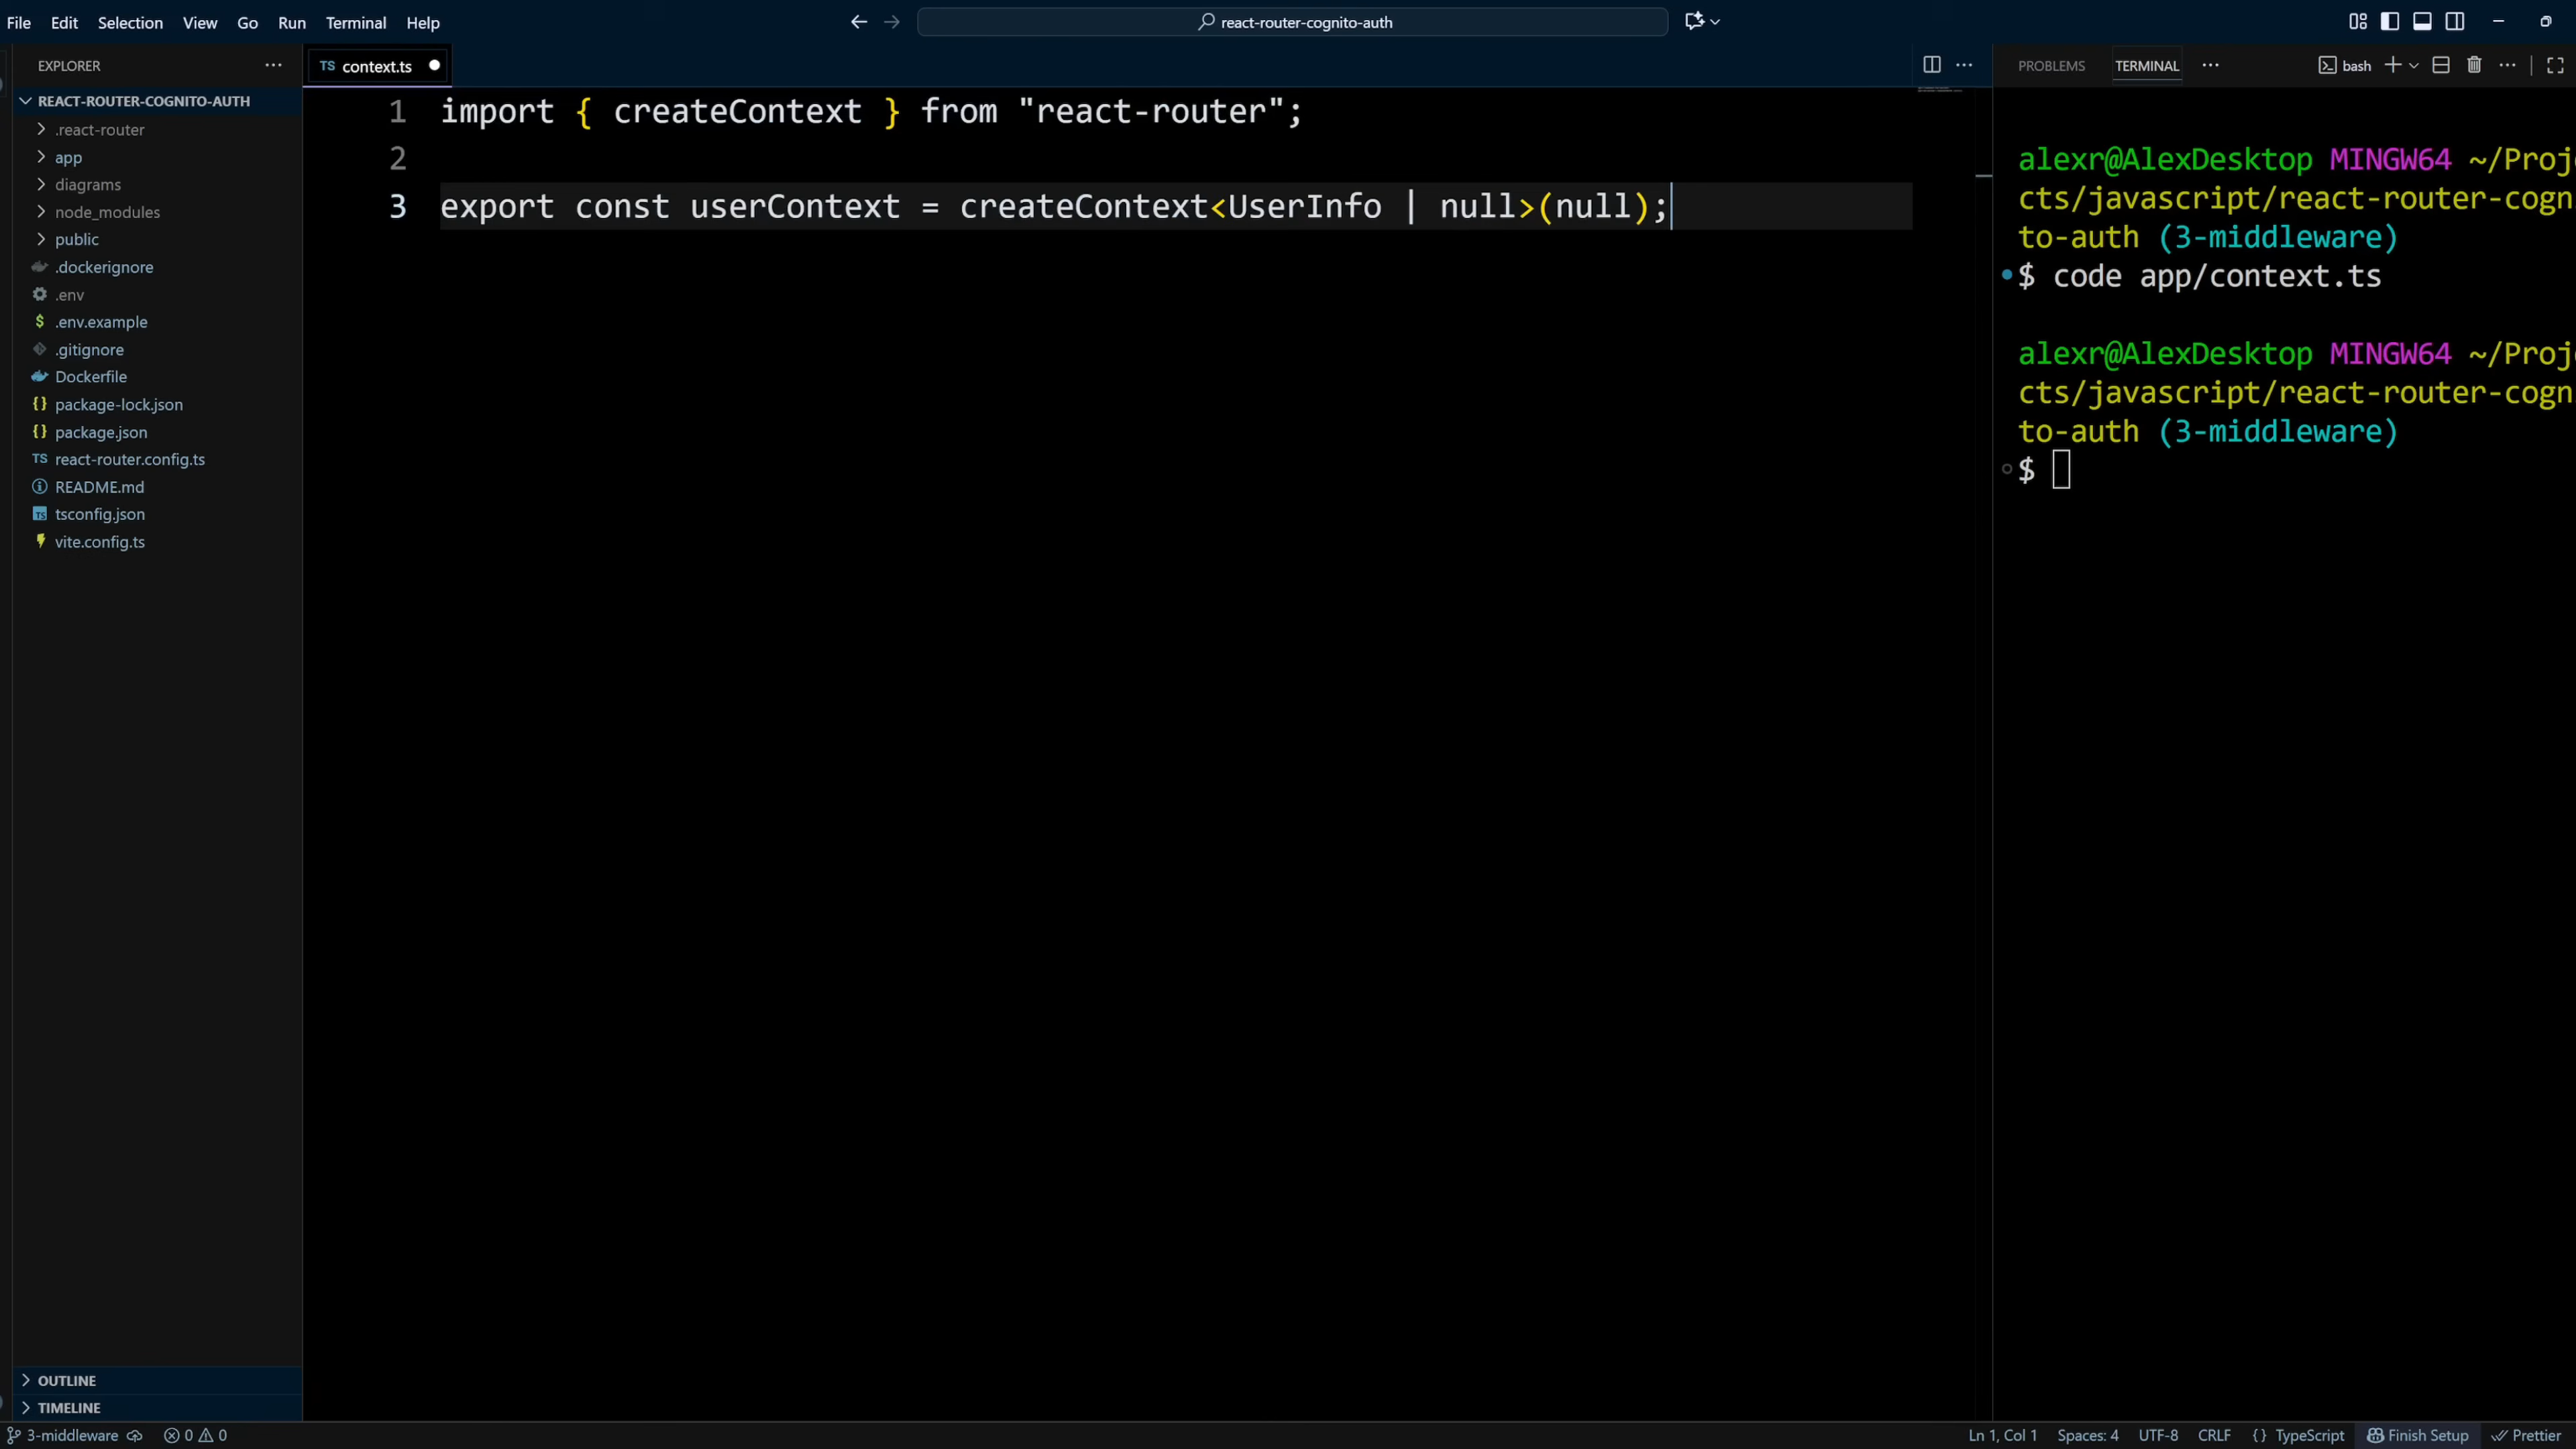 File Edit Selection View Go Run Terminal Help
react-router-cognito-auth
EXPLORER
REACT-ROUTER-COGNITO-AUTH
.react-router
app
diagrams
node_modules
public
.dockerignore
.env
.env.example
.gitignore
Dockerfile
package-lock.json
package.json
react-router.config.ts
README.md
tsconfig.json
vite.config.ts
OUTLINE
TIMELINE
TS context.ts
1 import { createContext } from "react-router";
2
3 export const userContext = createContext<UserInfo | null>(null);
PROBLEMS TERMINAL bash
alexr@AlexDesktop MINGW64 ~/Proj
cts/javascript/react-router-cogn
to-auth (3-middleware)
$ code app/context.ts
alexr@AlexDesktop MINGW64 ~/Proj
cts/javascript/react-router-cogn
to-auth (3-middleware)
$
3-middleware 0 0 Ln 1, Col 1 Spaces: 4 UTF-8 CRLF {} TypeScript Finish Setup Prettier